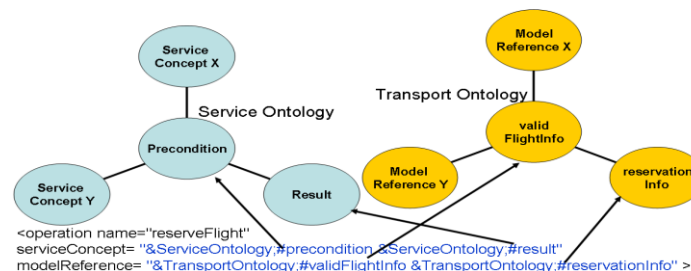 Service
Concept X
Service Ontology
Precondition
Service
Concept Y
Result
Model
Reference X
Transport Ontology
valid
FlightInfo
Model
Reference Y
reservation
Info
<operation name="reserveFlight"
serviceConcept= "&ServiceOntology;#precondition &ServiceOntology;#result"
modelReference= "&TransportOntology;#validFlightInfo &TransportOntology;#reservationInfo" >